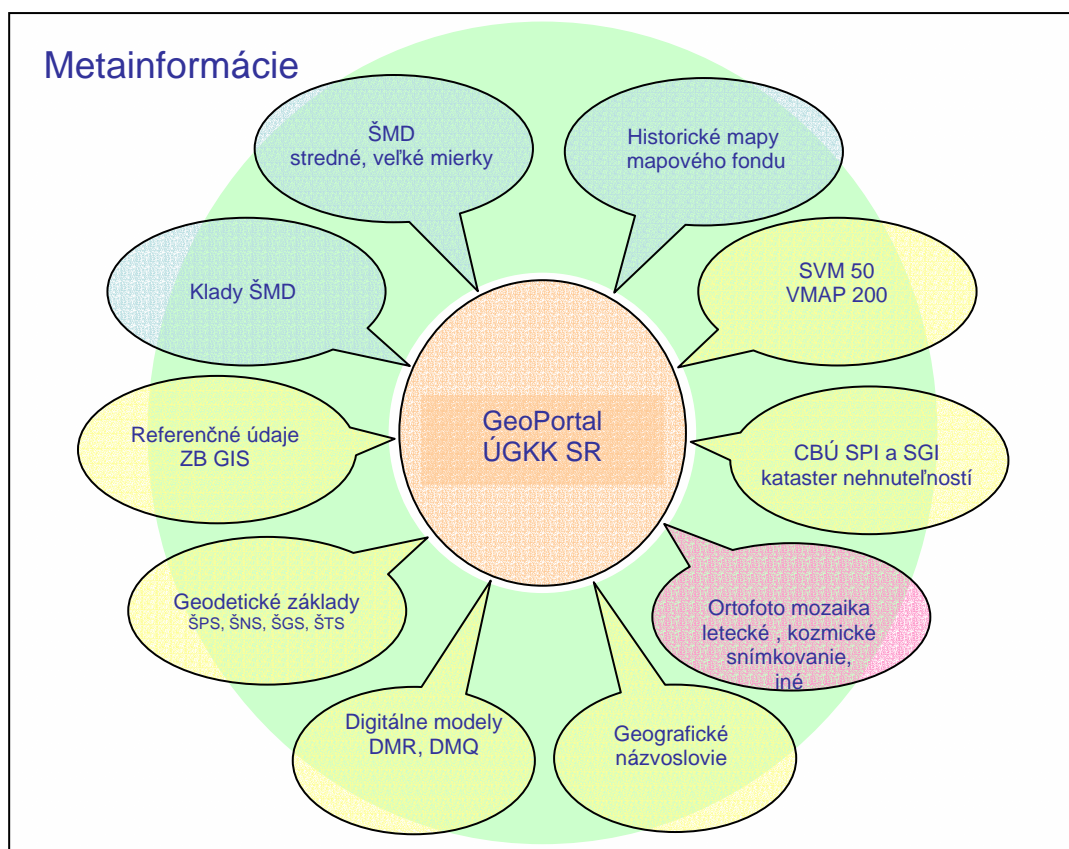 Metainformácie
ŠMD
stredné, veľké mierky
Historické mapy
mapového fondu
Klady ŠMD
SVM 50
VMAP 200
GeoPortal
ÚGKK SR
Referenčné údaje
ZB GIS
CBÚ SPI a SGI
kataster nehnuteľností
Geodetické základy
ŠPS, ŠNS, ŠGS, ŠTS
Ortofoto mozaika
letecké , kozmické
snímkovanie,
iné
Digitálne modely
DMR, DMQ
Geografické
názvoslovie